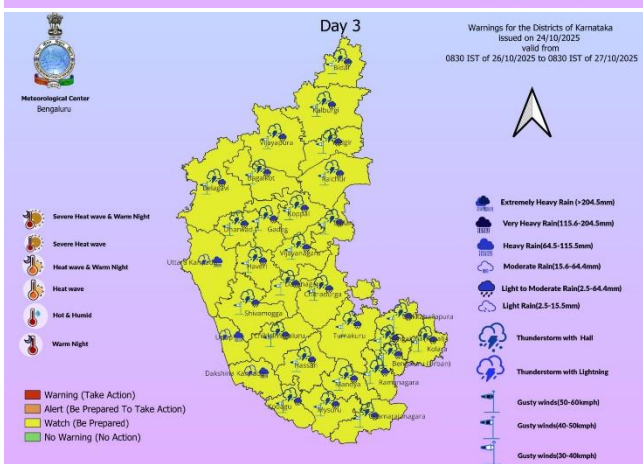 Day 3
Warnings for the Districts of Karnataka
issued on 24/10/2025
valid from
0830 IST of 26/10/2025 to 0830 IST of 27/10/2025
Meteorological Center
Bengaluru
Bidar
Kalburgi
Vijayapura
Yadgir
Bagalkot
Raichur
Belagavi
Koppal
Dharwad
Gadag
Vijayanagara
Uttara Kannada
Haveri
Davanagere
Chitradurga
Shivamogga
Udupi
Chikkamagaluru
Tumakuru
Kolara
Hassan
Bengaluru (Urban)
Dakshina Kannada
Ramanagara
Mandya
Kodagu
Mysuru
Chamarajanagara
Severe Heat wave & Warm Night
Severe Heat wave
Heat wave & Warm Night
Heat wave
Hot & Humid
Warm Night
Warning (Take Action)
Alert (Be Prepared To Take Action)
Watch (Be Prepared)
No Warning (No Action)
Extremely Heavy Rain (>204.5mm)
Very Heavy Rain(115.6-204.5mm)
Heavy Rain(64.5-115.5mm)
Moderate Rain(15.6-64.4mm)
Light to Moderate Rain(2.5-64.4mm)
Light Rain(2.5-15.5mm)
Thunderstorm with Hail
Thunderstorm with Lightning
Gusty winds(50-60kmph)
Gusty winds(40-50kmph)
Gusty winds(30-40kmph)